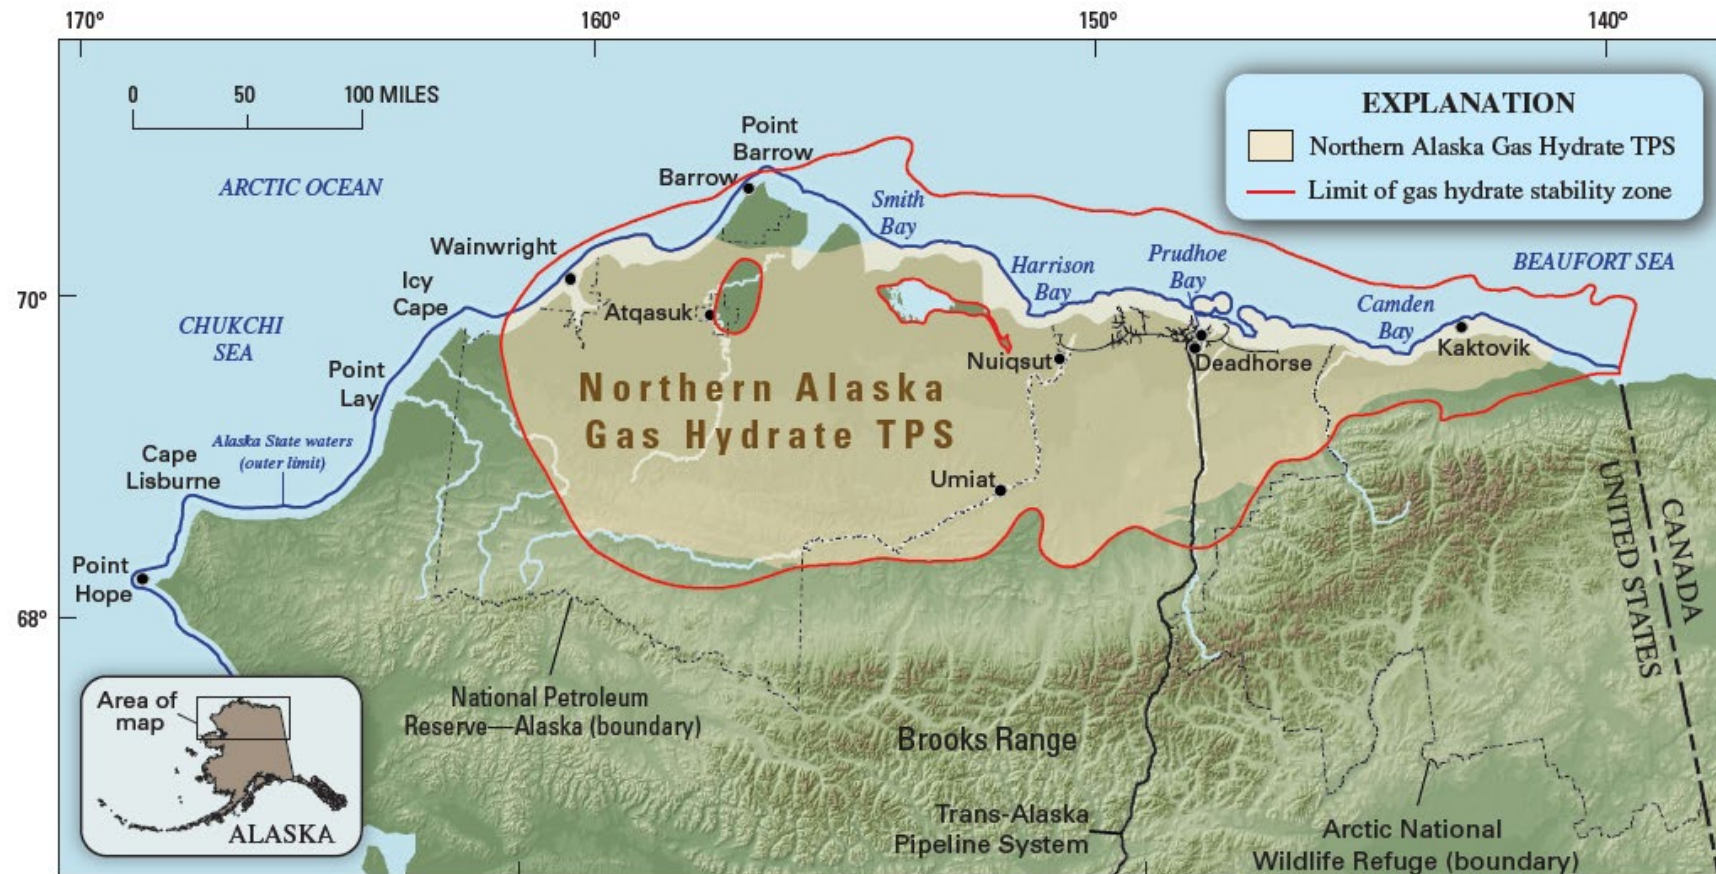 170°
160°
150°
140°
0 50 100 MILES
EXPLANATION
Northern Alaska Gas Hydrate TPS
Limit of gas hydrate stability zone
Point
Barrow
Barrow
ARCTIC OCEAN
Smith
Bay
Wainwright
Harrison
Bay
Prudhoe
Bay
BEAUFORT SEA
Icy
Cape
70°
Camden
Bay
Atqasuk
CHUKCHI
SEA
Nuiqsut
Deadhorse
Kaktovik
Point
Lay
Northern Alaska
Gas Hydrate TPS
Alaska State waters
(outer limit)
Cape
Lisburne
Umiat
CANADA
UNITED STATES
Point
Hope
68°
National Petroleum
Reserve—Alaska (boundary)
Area of
map
ALASKA
Brooks Range
Trans-Alaska
Pipeline System
Arctic National
Wildlife Refuge (boundary)